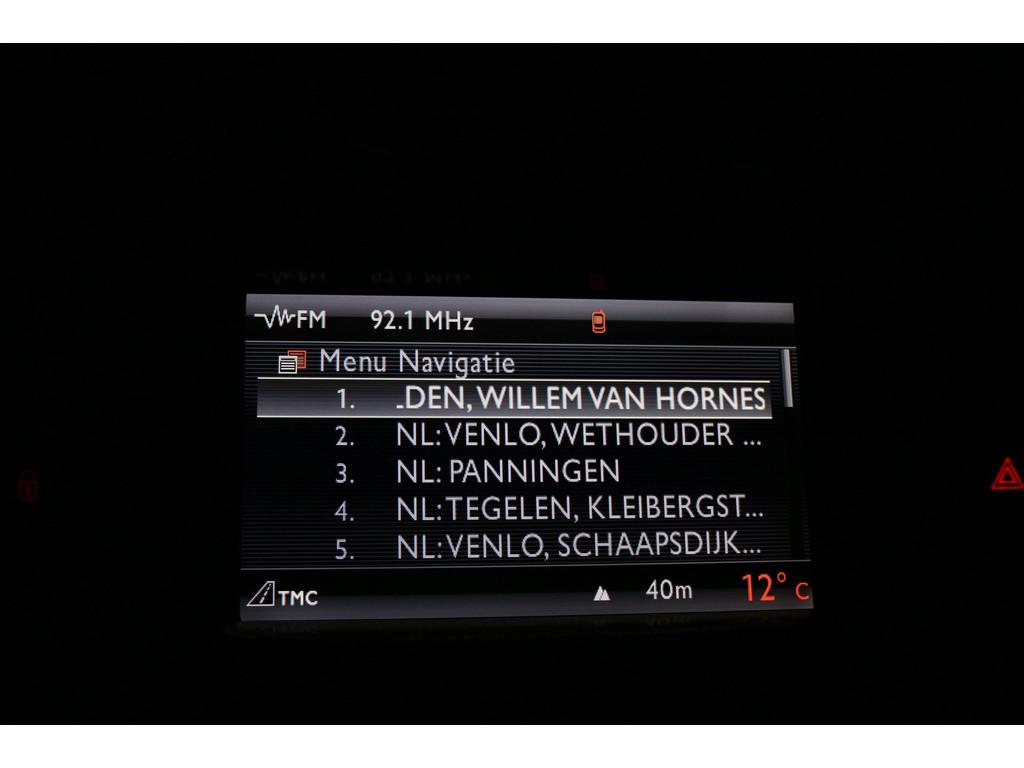 FM 92.1 MHz
Menu Navigatie
1. _DEN, WILLEM VAN HORNES
2. NL: VENLO, WETHOUDER ...
3. NL: PANNINGEN
4. NL: TEGELEN, KLEIBERGST...
5. NL: VENLO, SCHAAPSDIJK...
TMC 40m 12° C